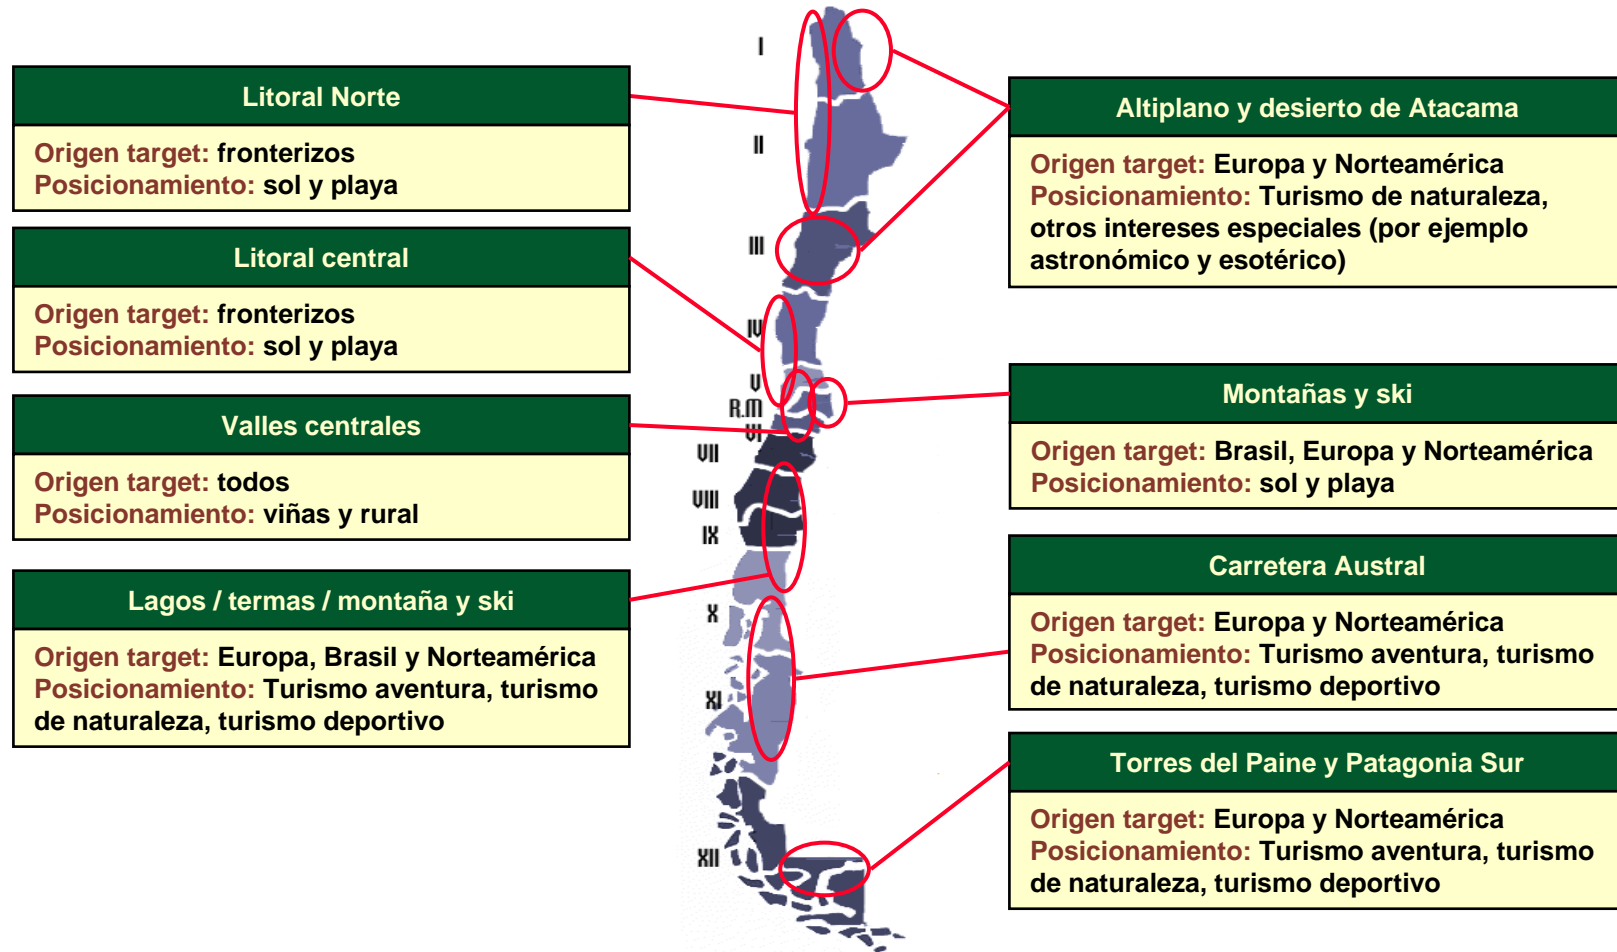 Litoral Norte
Origen target: fronterizos
Posicionamiento: sol y playa
Litoral central
Origen target: fronterizos
Posicionamiento: sol y playa
Valles centrales
Origen target: todos
Posicionamiento: viñas y rural
Lagos / termas / montaña y ski
Origen target: Europa, Brasil y Norteamérica
Posicionamiento: Turismo aventura, turismo
de naturaleza, turismo deportivo
I
II
III
IV
V
R.M
VI
VII
VIII
IX
X
XI
XII
Altiplano y desierto de Atacama
Origen target: Europa y Norteamérica
Posicionamiento: Turismo de naturaleza,
otros intereses especiales (por ejemplo
astronómico y esotérico)
Montañas y ski
Origen target: Brasil, Europa y Norteamérica
Posicionamiento: sol y playa
Carretera Austral
Origen target: Europa y Norteamérica
Posicionamiento: Turismo aventura, turismo
de naturaleza, turismo deportivo
Torres del Paine y Patagonia Sur
Origen target: Europa y Norteamérica
Posicionamiento: Turismo aventura, turismo
de naturaleza, turismo deportivo